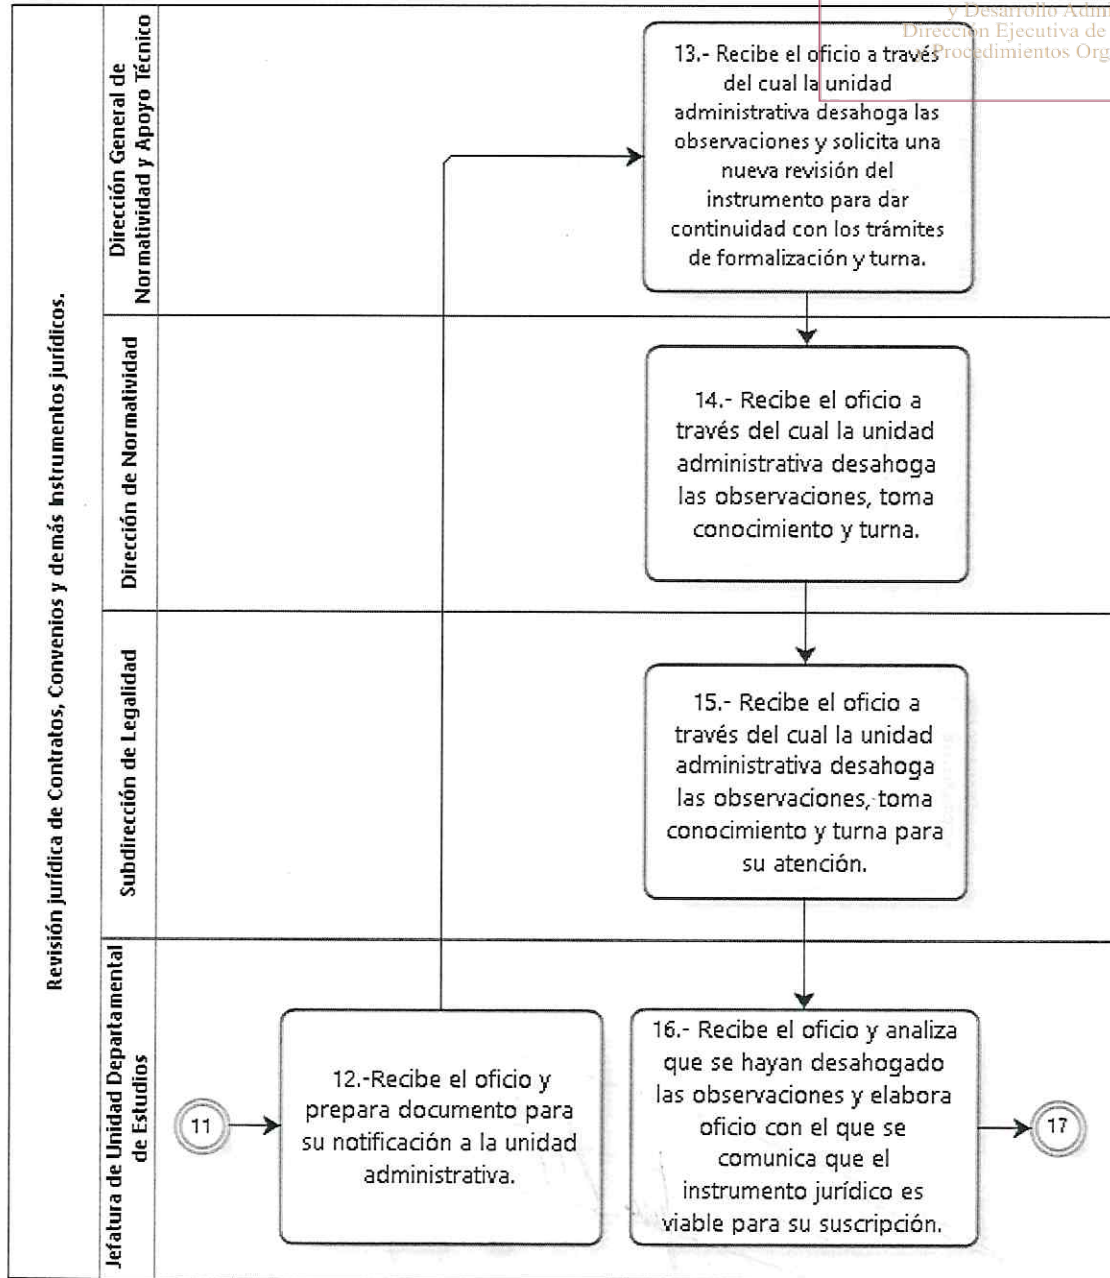 y Desarrollo Admi
Dirección Ejecutiva de
y Procedimientos Org
Revisión jurídica de Contratos, Convenios y demás Instrumentos jurídicos.
Dirección General de
Normatividad y Apoyo Técnico
13.- Recibe el oficio a través
del cual la unidad
administrativa desahoga las
observaciones y solicita una
nueva revisión del
instrumento para dar
continuidad con los trámites
de formalización y turna.
Dirección de Normatividad
14.- Recibe el oficio a
través del cual la unidad
administrativa desahoga
las observaciones, toma
conocimiento y turna.
Subdirección de Legalidad
15.- Recibe el oficio a
través del cual la unidad
administrativa desahoga
las observaciones, toma
conocimiento y turna para
su atención.
Jefatura de Unidad Departamental
de Estudios
11
12.-Recibe el oficio y
prepara documento para
su notificación a la unidad
administrativa.
16.- Recibe el oficio y analiza
que se hayan desahogado
las observaciones y elabora
oficio con el que se
comunica que el
instrumento jurídico es
viable para su suscripción.
17